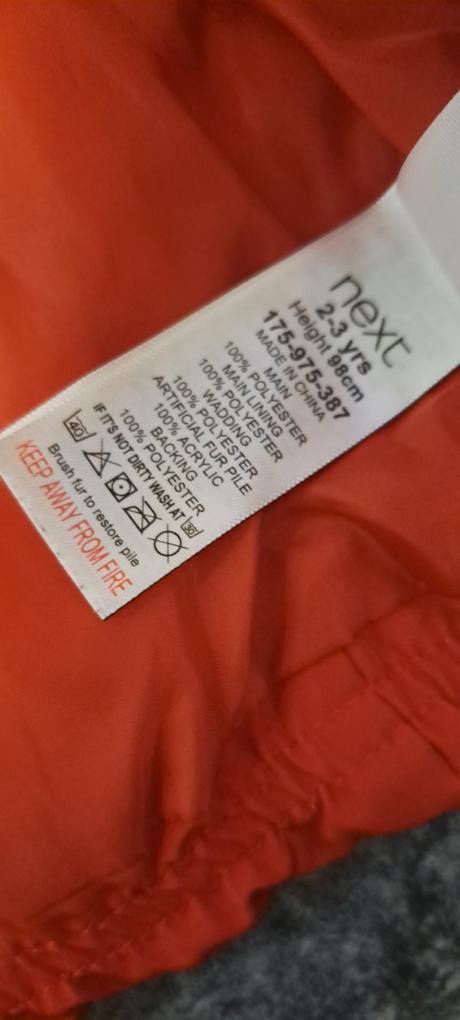 next
2-3 yrs
Height 98cm
175-975-387
MADE IN CHINA
MAIN
100% POLYESTER
MAIN LINING
100% POLYESTER
WADDING
100% POLYESTER
ARTIFICIAL FUR PILE
100% ACRYLIC
BACKING
100% POLYESTER
IF IT'S NOT DIRTY WASH AT 30
40
Brush fur to restore pile
KEEP AWAY FROM FIRE